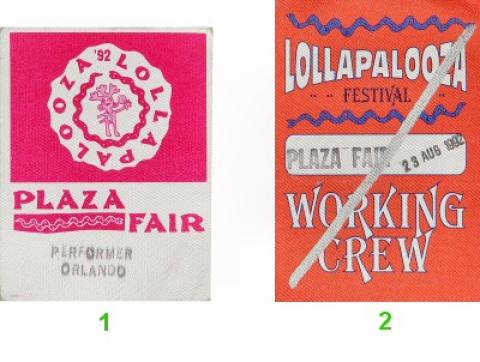 LOLLAPALOOZA '92
PLAZA
FAIR
PERFORMER
ORLANDO
1
LOLLAPALOOZA
FESTIVAL
PLAZA FAIR 23 AUG 1992
WORKING
CREW
2